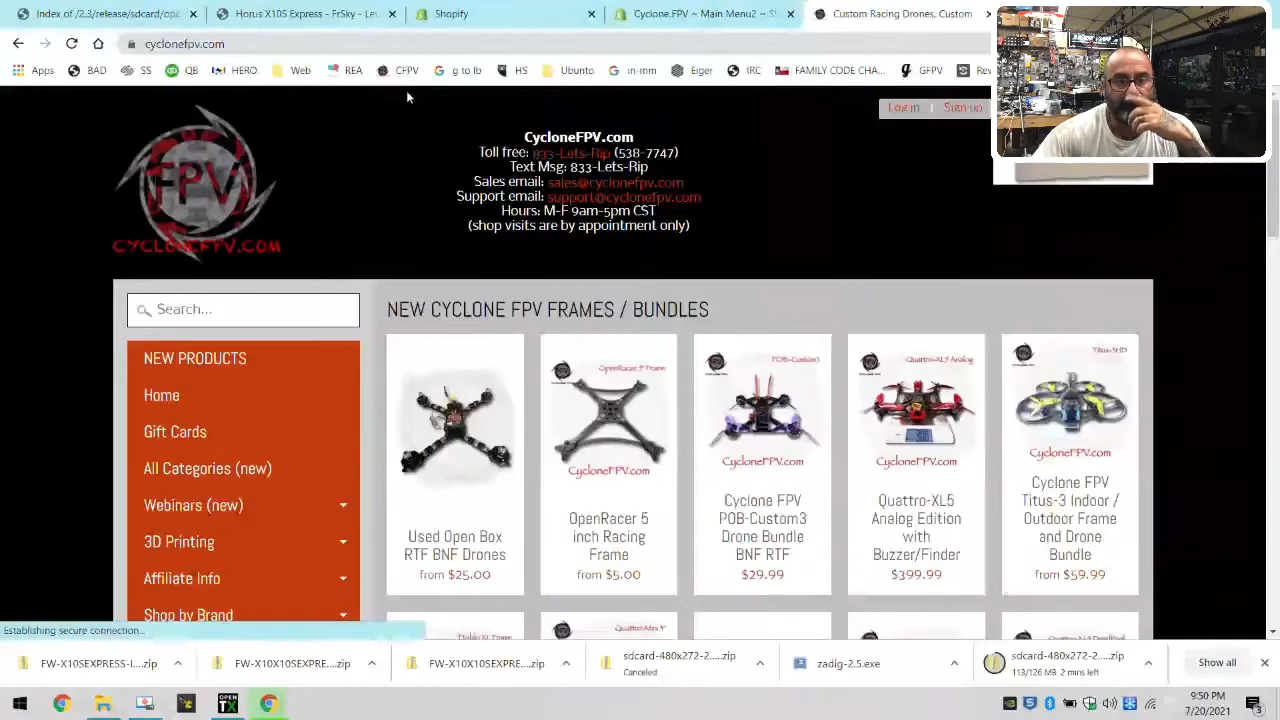 Index of /2.3/release/sdcard/ope
Horus X10S Express - FrSky - Le
Shopify
Cyclone.FPV ~ Main Men
Custom Racing Drones, Custom
cyclonefpv.com
Apps
BAD
SS
QB
HERO
CFPV
g to lb
HST
Ubuntu
in-mm
Eiger
FAMILY CODE CHA...
GFPV
Log in | Sign up
FPV
CYCLONEFPV.COM
CycloneFPV.com
Toll free: 833-Lets-Rip (538-7747)
Text Msg: 833-Lets-Rip
Sales email: sales@cyclonefpv.com
Support email: support@cyclonefpv.com
Hours: M-F 9am-5pm CST
(shop visits are by appointment only)
Search...
NEW PRODUCTS
Home
Gift Cards
All Categories (new)
Webinars (new)
3D Printing
Affiliate Info
Shop by Brand
NEW CYCLONE FPV FRAMES / BUNDLES
Used Open Box
RTF BNF Drones
from $25.00
OpenRacer 5" Frame
CycloneFPV.com
OpenRacer 5
inch Racing
Frame
from $5.00
POB-Custom3
CycloneFPV.com
Cyclone FPV
POB-Custom3
Drone Bundle
BNF RTF
$29.99
Quattro-XL5 Analog
CycloneFPV.com
Quattro-XL5
Analog Edition
with
Buzzer/Finder
$399.99
Titus-3HD
CycloneFPV.com
Cyclone FPV
Titus-3 Indoor /
Outdoor Frame
and Drone
Bundle
from $59.99
Establishing secure connection...
FW-X10X10SEXPRESS-L....zip
FW-X10X10SEXPRE....zip
FW-X10X10SEXPRE....zip
sdcard-480x272-2.....zip
Canceled
zadig-2.5.exe
sdcard-480x272-2.....zip
113/126 MB 2 mins left
Show all
OPEN
TX
9:50 PM
7/20/2021
3